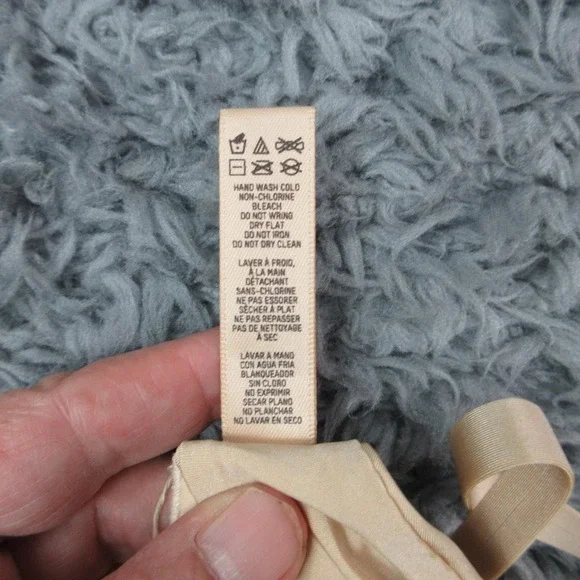 HAND WASH COLD
NON-CHLORINE
BLEACH
DO NOT WRING
DRY FLAT
DO NOT IRON
DO NOT DRY CLEAN
LAVER À FROID,
À LA MAIN
DÉTACHANT
SANS-CHLORINE
NE PAS ESSORER
SÉCHER À PLAT
NE PAS REPASSER
PAS DE NETTOYAGE
À SEC
LAVAR A MANO
CON AGUA FRIA
BLANQUEADOR
SIN CLORO
NO EXPRIMIR
SECAR PLANO
NO PLANCHAR
NO LAVAR EN SECO